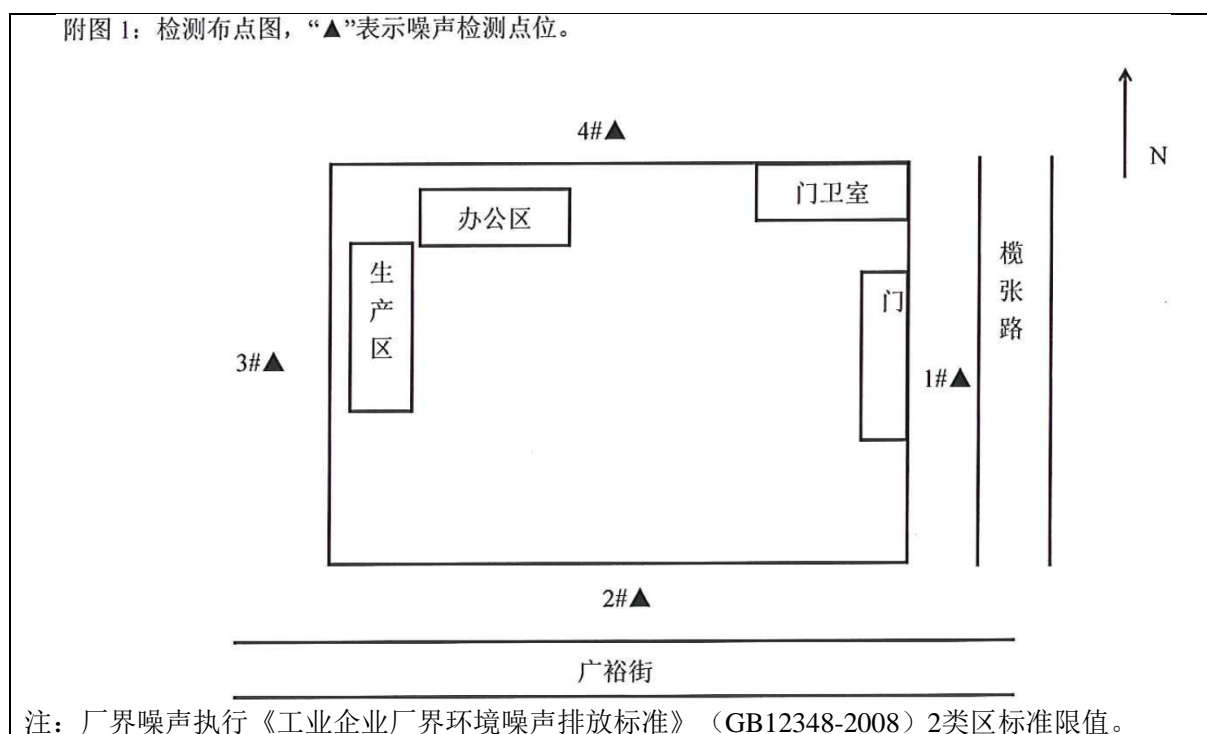 附图 1：检测布点图，“▲”表示噪声检测点位。
4#▲
N
门卫室
办公区
榄张路
生产区
门
3#▲
1#▲
2#▲
广裕街
注：厂界噪声执行《工业企业厂界环境噪声排放标准》（GB12348-2008）2类区标准限值。